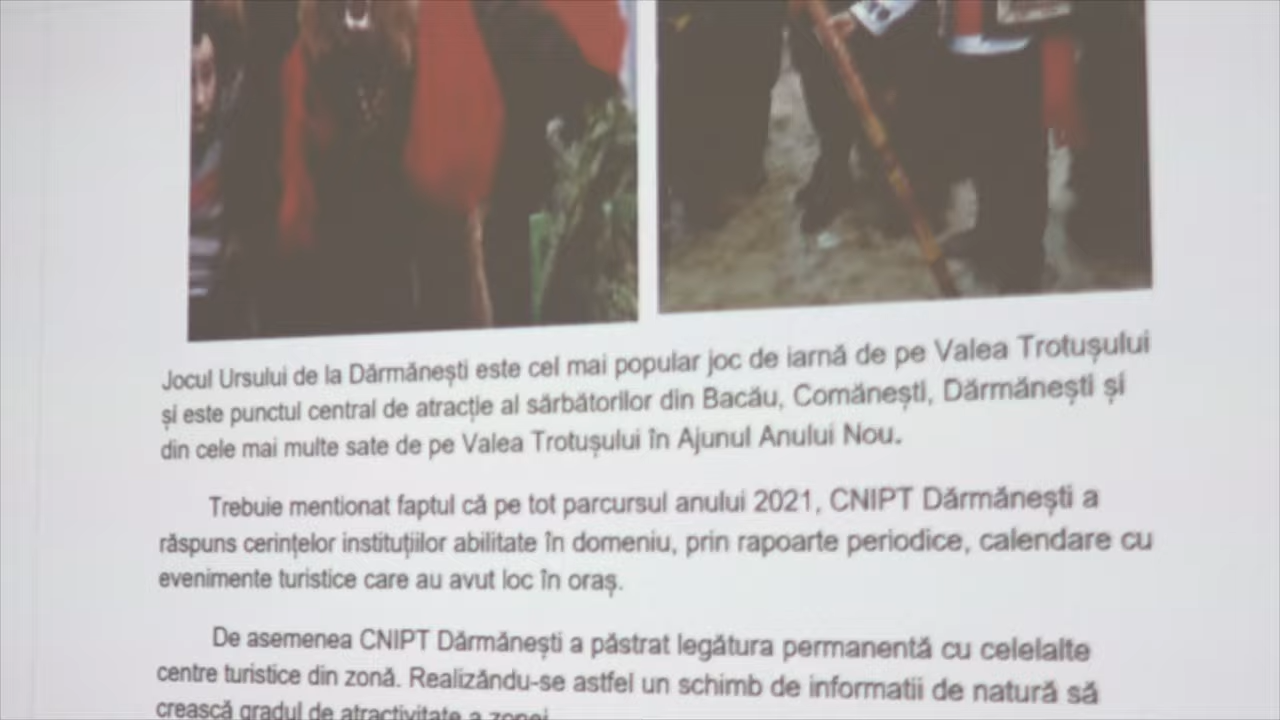 Jocul Ursului de la Dărmănești este cel mai popular joc de iarnă de pe Valea Trotușului
și este punctul central de atracție al sărbătorilor din Bacău, Comănești, Dărmănești și
din cele mai multe sate de pe Valea Trotușului în Ajunul Anului Nou.
Trebuie mentionat faptul că pe tot parcursul anului 2021, CNIPT Dărmănești a
răspuns cerințelor instituțiilor abilitate în domeniu, prin rapoarte periodice, calendare cu
evenimente turistice care au avut loc în oraș.
De asemenea CNIPT Dărmănești a păstrat legătura permanentă cu celelalte
centre turistice din zonă. Realizându-se astfel un schimb de informatii de natură să
crească gradul de atractivitate a zonei